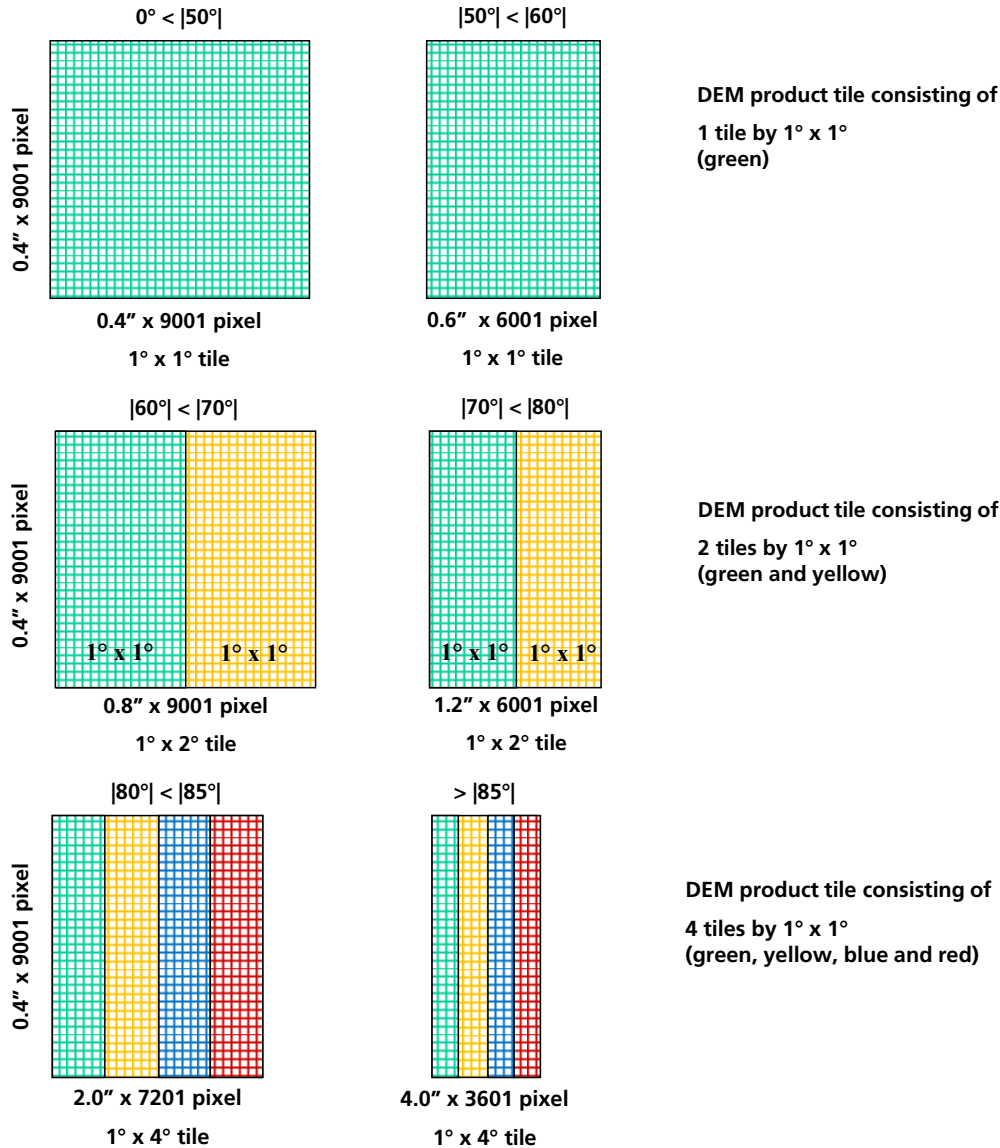 0° < |50°|
|50°| < |60°|
0.4″ x 9001 pixel
0.4″ x 9001 pixel
1° x 1° tile
0.6″ x 6001 pixel
1° x 1° tile
DEM product tile consisting of
1 tile by 1° x 1°
(green)
|60°| < |70°|
|70°| < |80°|
0.4″ x 9001 pixel
1° x 1°
1° x 1°
1° x 1°
1° x 1°
0.8″ x 9001 pixel
1° x 2° tile
1.2″ x 6001 pixel
1° x 2° tile
DEM product tile consisting of
2 tiles by 1° x 1°
(green and yellow)
|80°| < |85°|
> |85°|
0.4″ x 9001 pixel
2.0″ x 7201 pixel
1° x 4° tile
4.0″ x 3601 pixel
1° x 4° tile
DEM product tile consisting of
4 tiles by 1° x 1°
(green, yellow, blue and red)